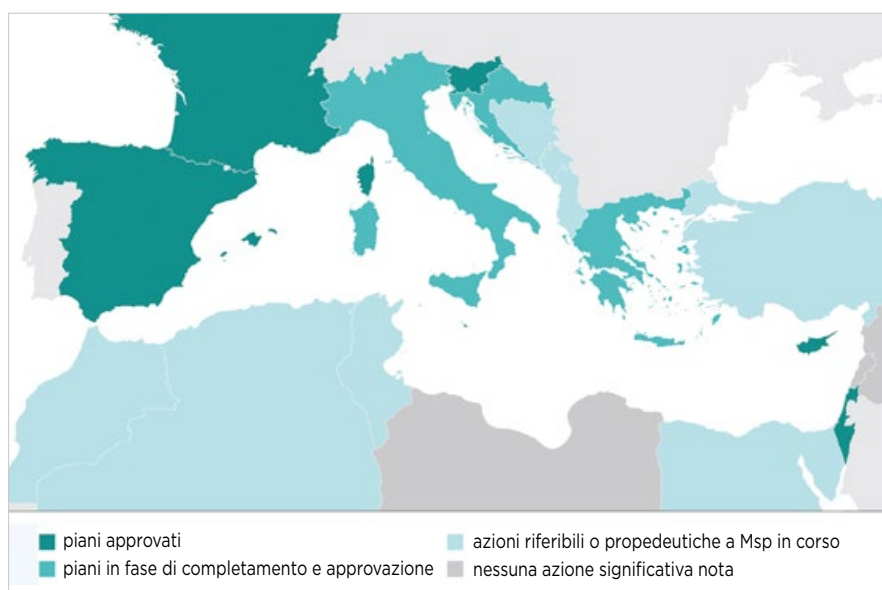 piani approvati
piani in fase di completamento e approvazione
azioni riferibili o propedeutiche a Msp in corso
nessuna azione significativa nota